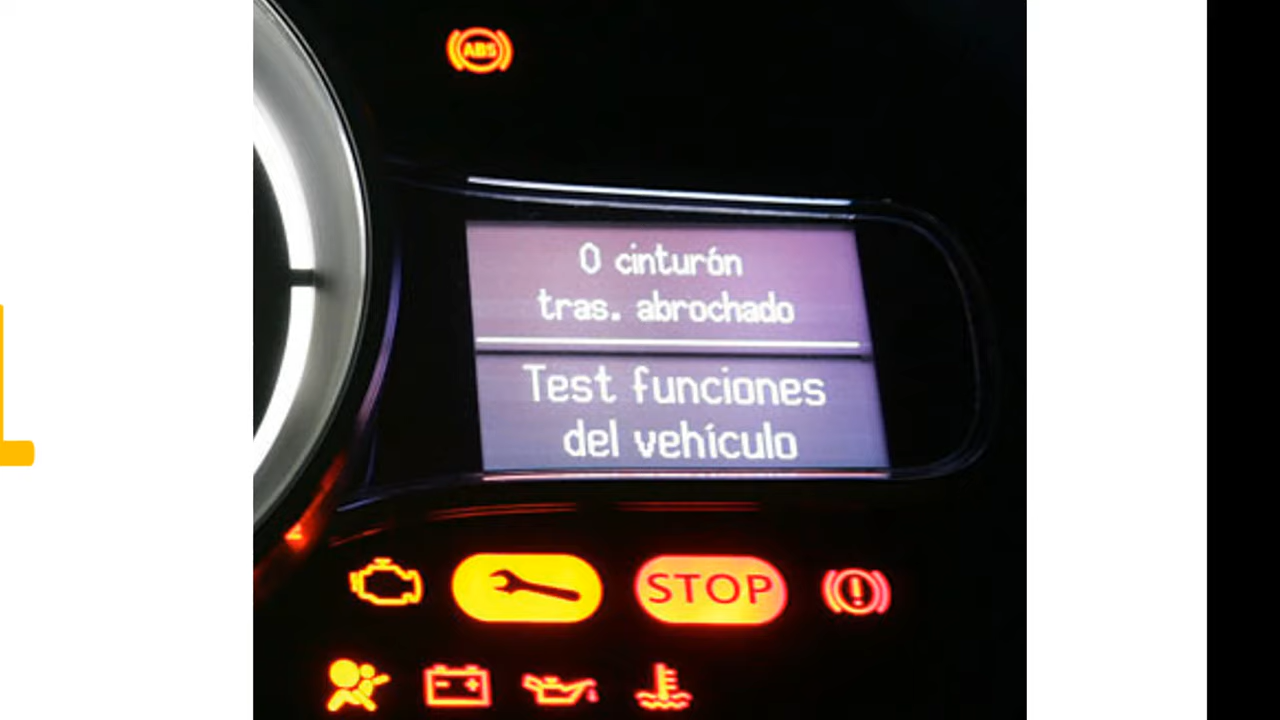 ABS
0 cinturón
tras. abrochado
Test funciones
del vehículo
STOP